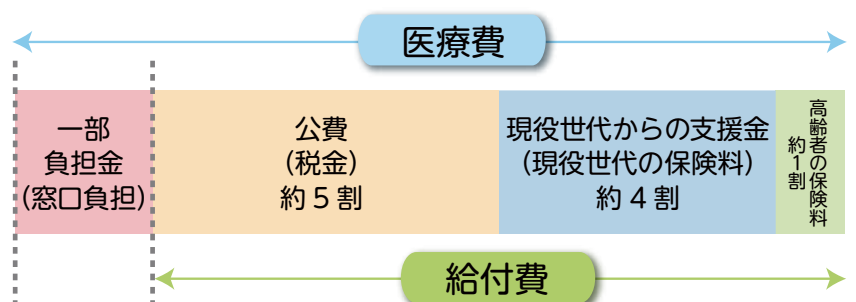 医療費
一部
負担金
(窓口負担)
公費
(税金)
約5割
現役世代からの支援金
(現役世代の保険料)
約4割
高齢者の保険料
約1割
給付費